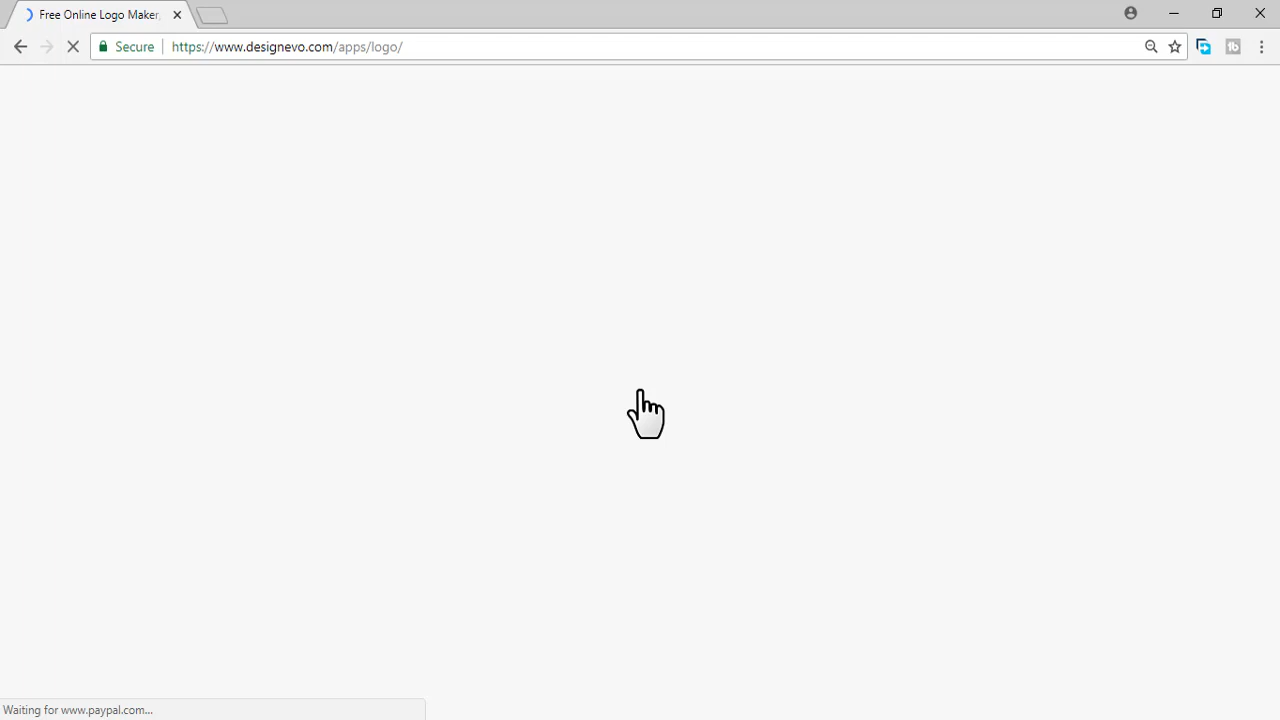 Free Online Logo Maker,
Secure
https://www.designevo.com/apps/logo/
Waiting for www.paypal.com...